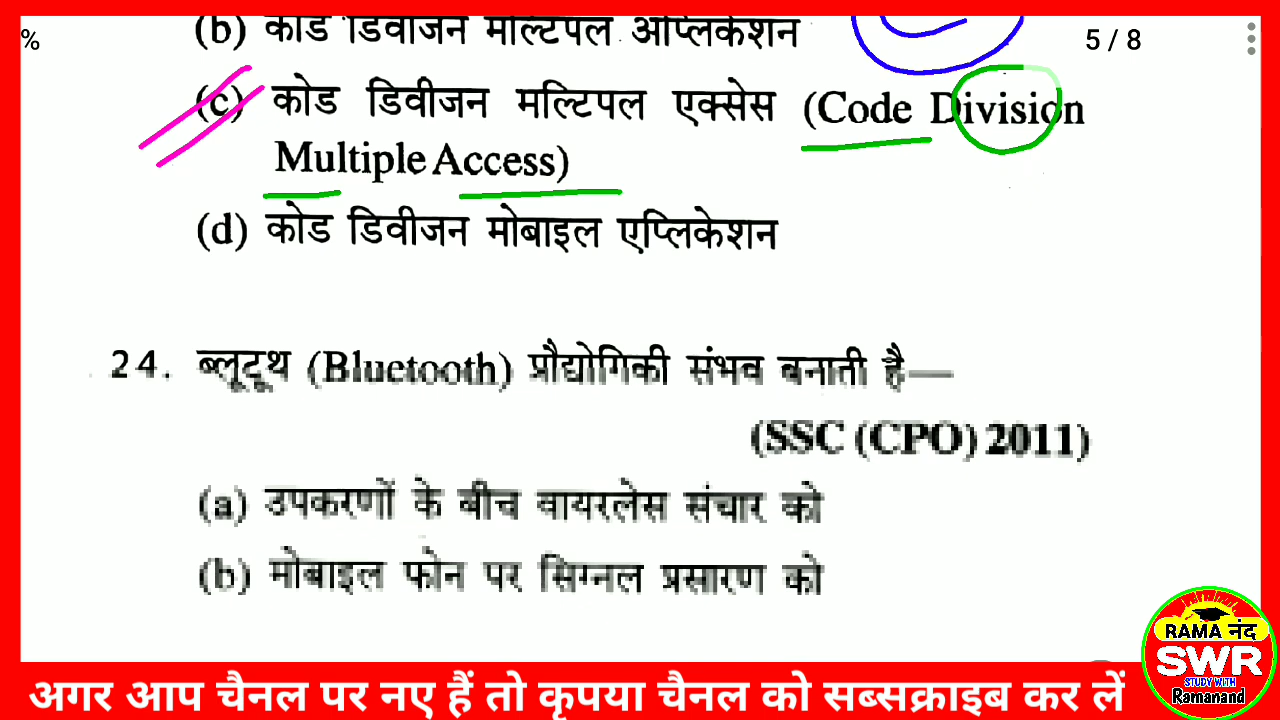 %
(b) कोड डिवीजन मल्टिपल अप्लिकेशन
5 / 8
(c) कोड डिवीजन मल्टिपल एक्सेस (Code Division
Multiple Access)
(d) कोड डिवीजन मोबाइल एप्लिकेशन
24. ब्लूटूथ (Bluetooth) प्रौद्योगिकी संभव बनाती है—
(SSC (CPO) 2011)
(a) उपकरणों के बीच वायरलेस संचार को
(b) मोबाइल फोन पर सिग्नल प्रसारण को
RAMA नंद
SWR
STUDY WITH
Ramanand
अगर आप चैनल पर नए हैं तो कृपया चैनल को सब्सक्राइब कर लें